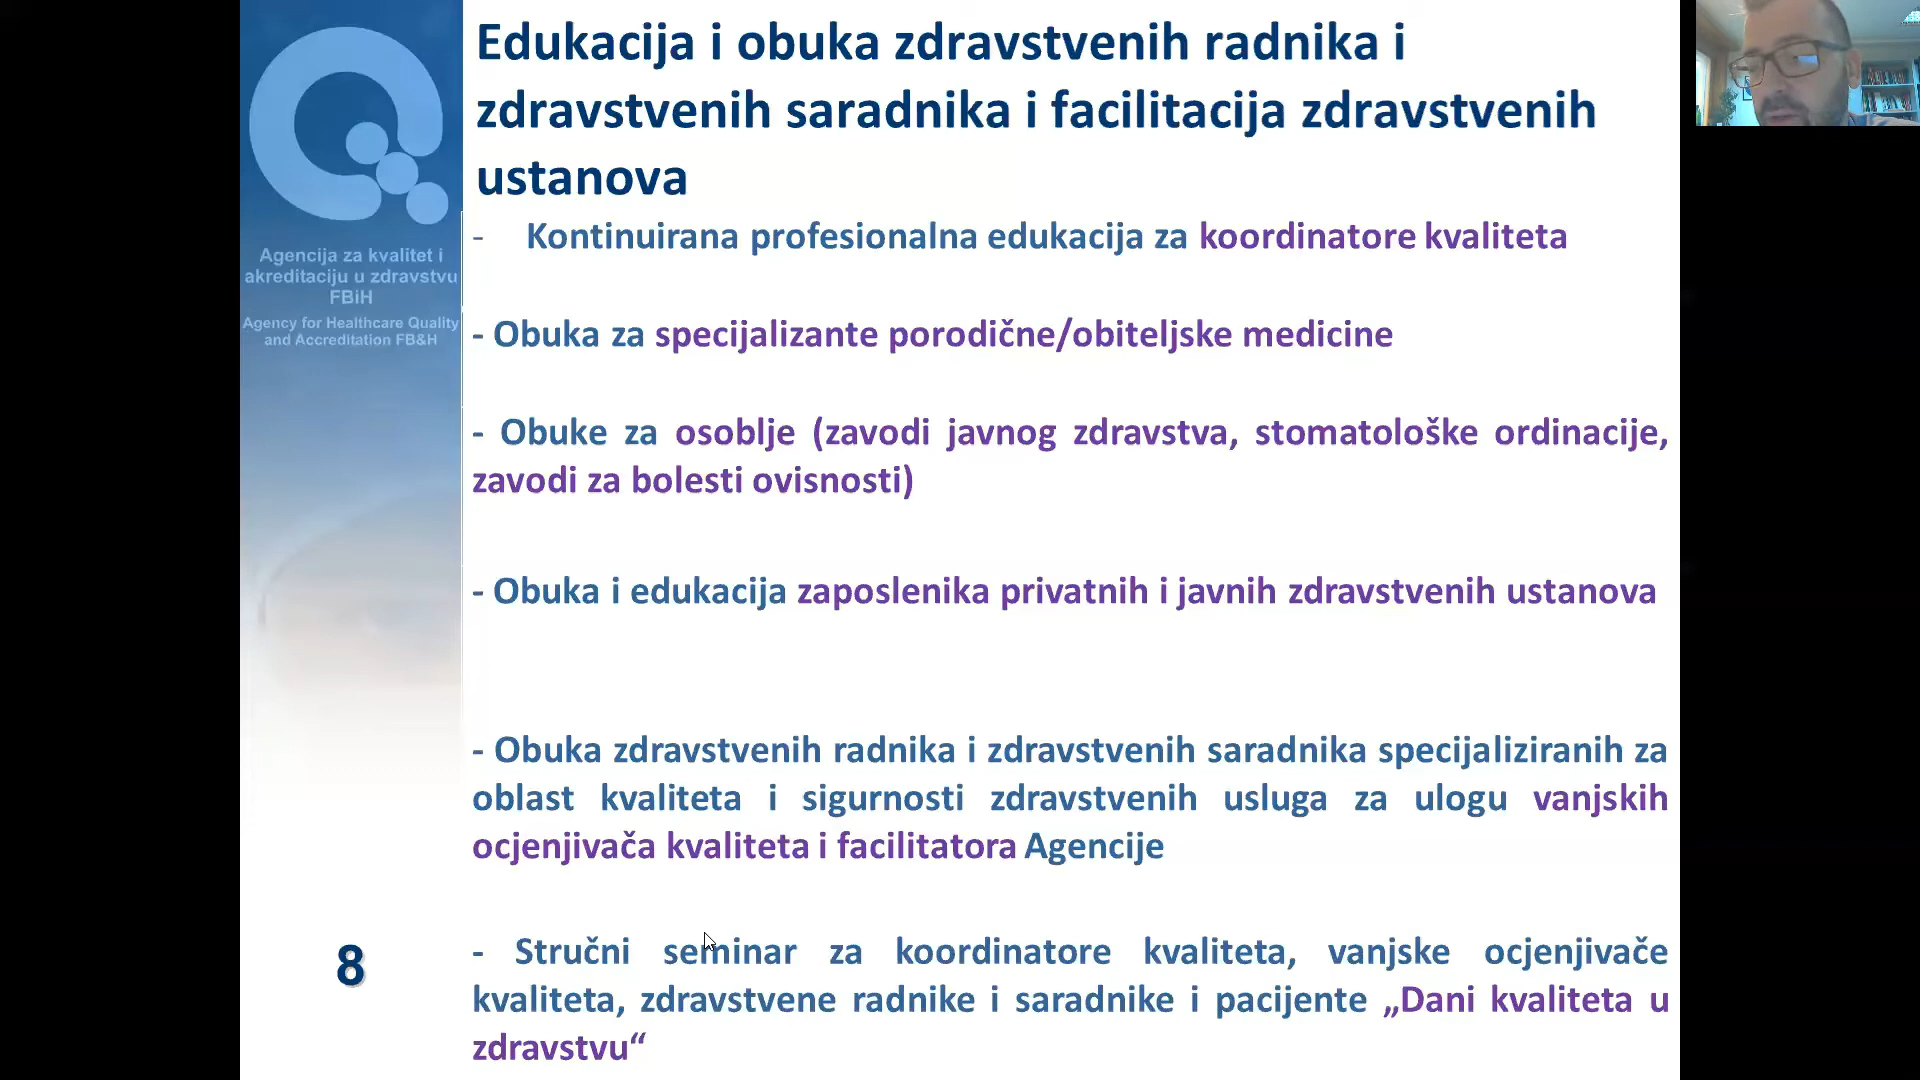 Edukacija i obuka zdravstvenih radnika i
zdravstvenih saradnika i facilitacija zdravstvenih
ustanova
Agencija za kvalitet i
akreditaciju u zdravstvu
FBiH
Agency for Healthcare Quality
and Accreditation FB&H
- Kontinuirana profesionalna edukacija za koordinatore kvaliteta
- Obuka za specijalizante porodične/obiteljske medicine
- Obuke za osoblje (zavodi javnog zdravstva, stomatološke ordinacije,
zavodi za bolesti ovisnosti)
- Obuka i edukacija zaposlenika privatnih i javnih zdravstvenih ustanova
- Obuka zdravstvenih radnika i zdravstvenih saradnika specijaliziranih za
oblast kvaliteta i sigurnosti zdravstvenih usluga za ulogu vanjskih
ocjenjivača kvaliteta i facilitatora Agencije
- Stručni seminar za koordinatore kvaliteta, vanjske ocjenjivače
kvaliteta, zdravstvene radnike i saradnike i pacijente „Dani kvaliteta u
zdravstvu“
8